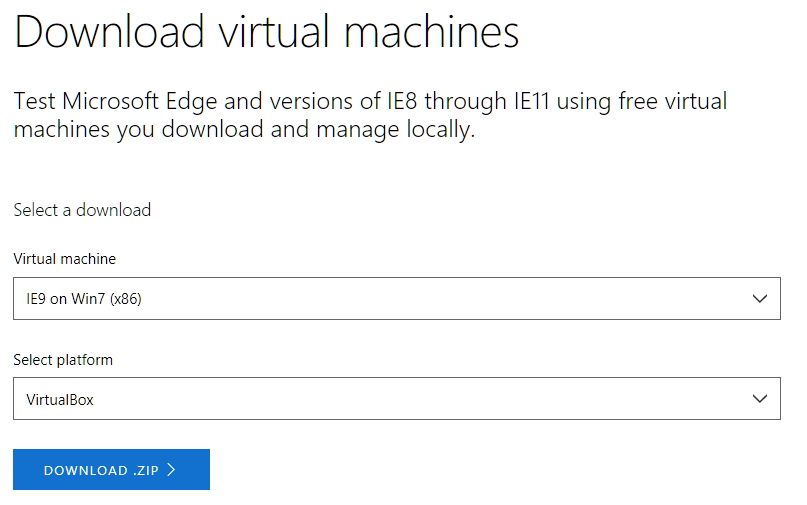 Download virtual machines
Test Microsoft Edge and versions of IE8 through IE11 using free virtual
machines you download and manage locally.
Select a download
Virtual machine
IE9 on Win7 (x86)
Select platform
VirtualBox
DOWNLOAD .ZIP